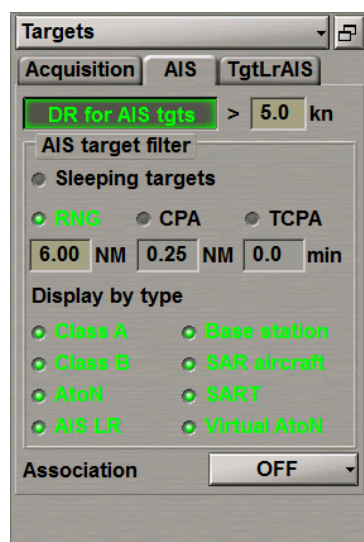 Targets
Acquisition AIS TgtLrAIS
DR for AIS tgts > 5.0 kn
AIS target filter
Sleeping targets
RNG CPA TCPA
6.00 NM 0.25 NM 0.0 min
Display by type
Class A Base station
Class B SAR aircraft
AtoN SART
AIS LR Virtual AtoN
Association OFF